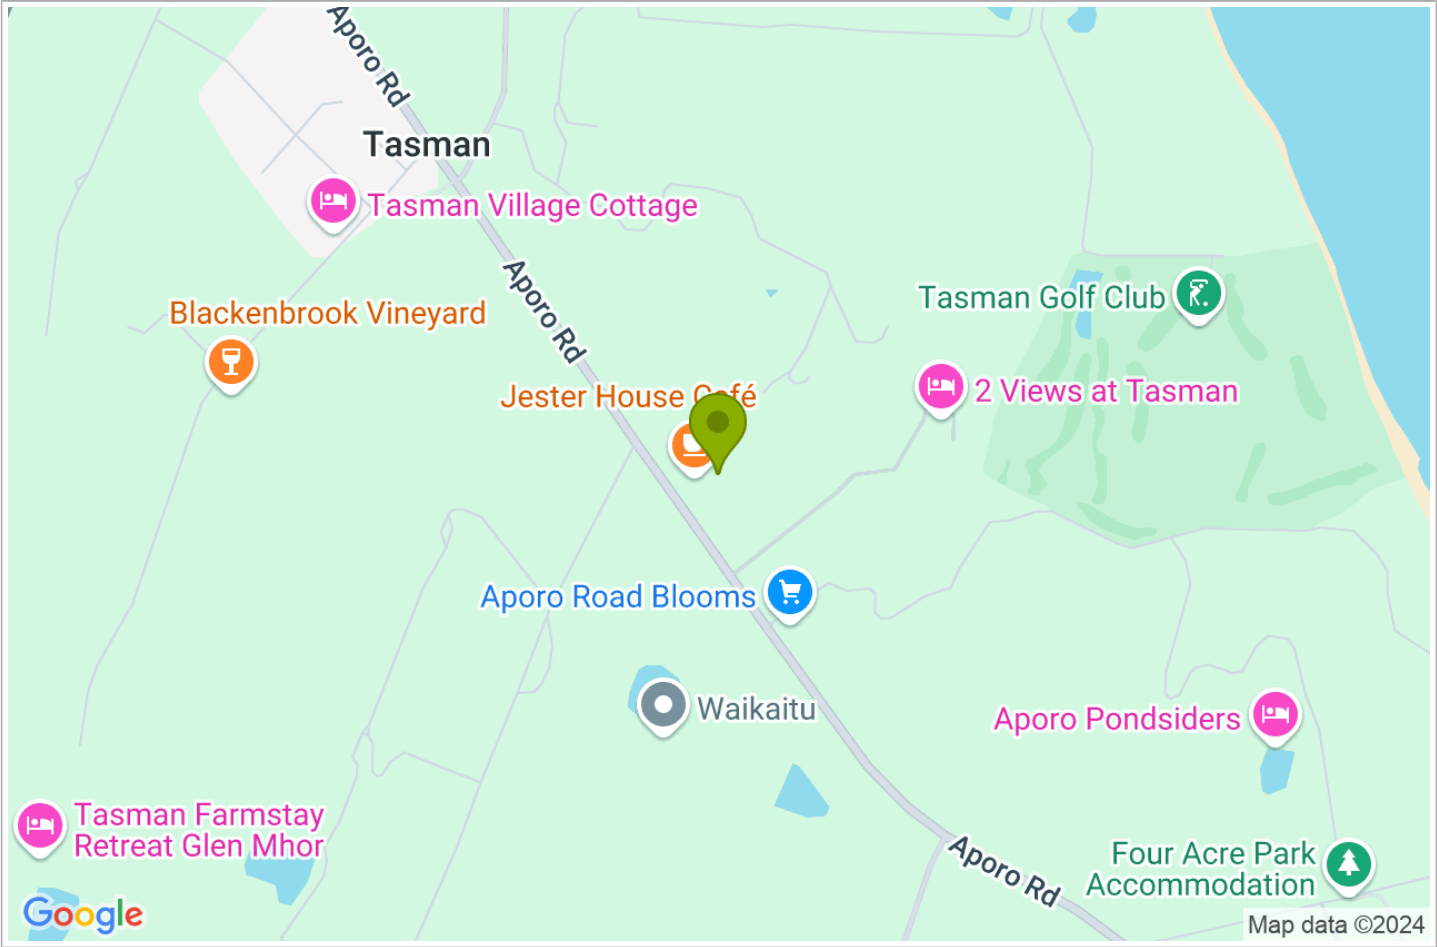 Aporo Rd
Tasman
Tasman Village Cottage
Aporo Rd
Tasman Golf Club
Blackenbrook Vineyard
Jester House Café
2 Views at Tasman
Aporo Road Blooms
Waikaitu
Aporo Pondsiders
Tasman Farmstay
Retreat Glen Mhor
Aporo Rd
Four Acre Park
Accommodation
Google
Map data ©2024